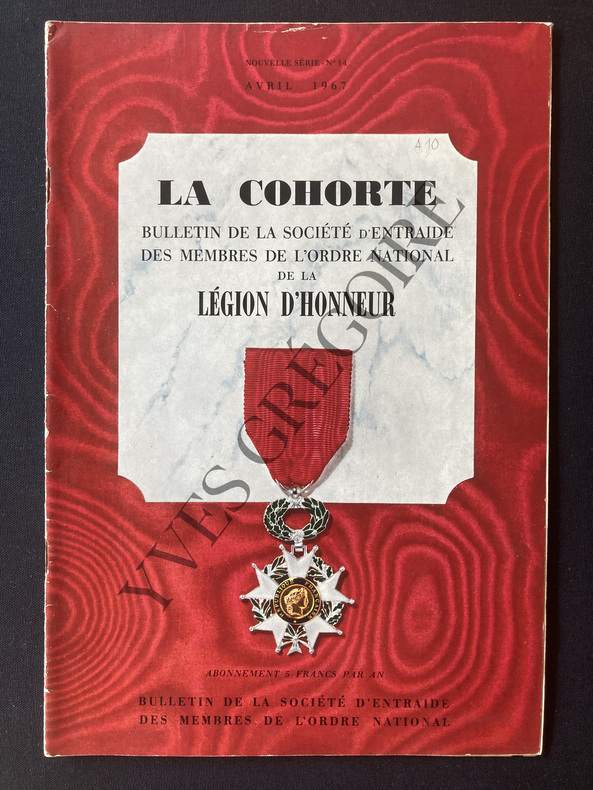 NOUVELLE SÉRIE - N° 14
AVRIL 1967
A10
LA COHORTE
BULLETIN DE LA SOCIÉTÉ D'ENTRAIDE
DES MEMBRES DE L'ORDRE NATIONAL
DE LA
LÉGION D'HONNEUR
YVES GRÉGOIRE
ABONNEMENT 5 FRANCS PAR AN
BULLETIN DE LA SOCIÉTÉ D'ENTRAIDE
DES MEMBRES DE L'ORDRE NATIONAL